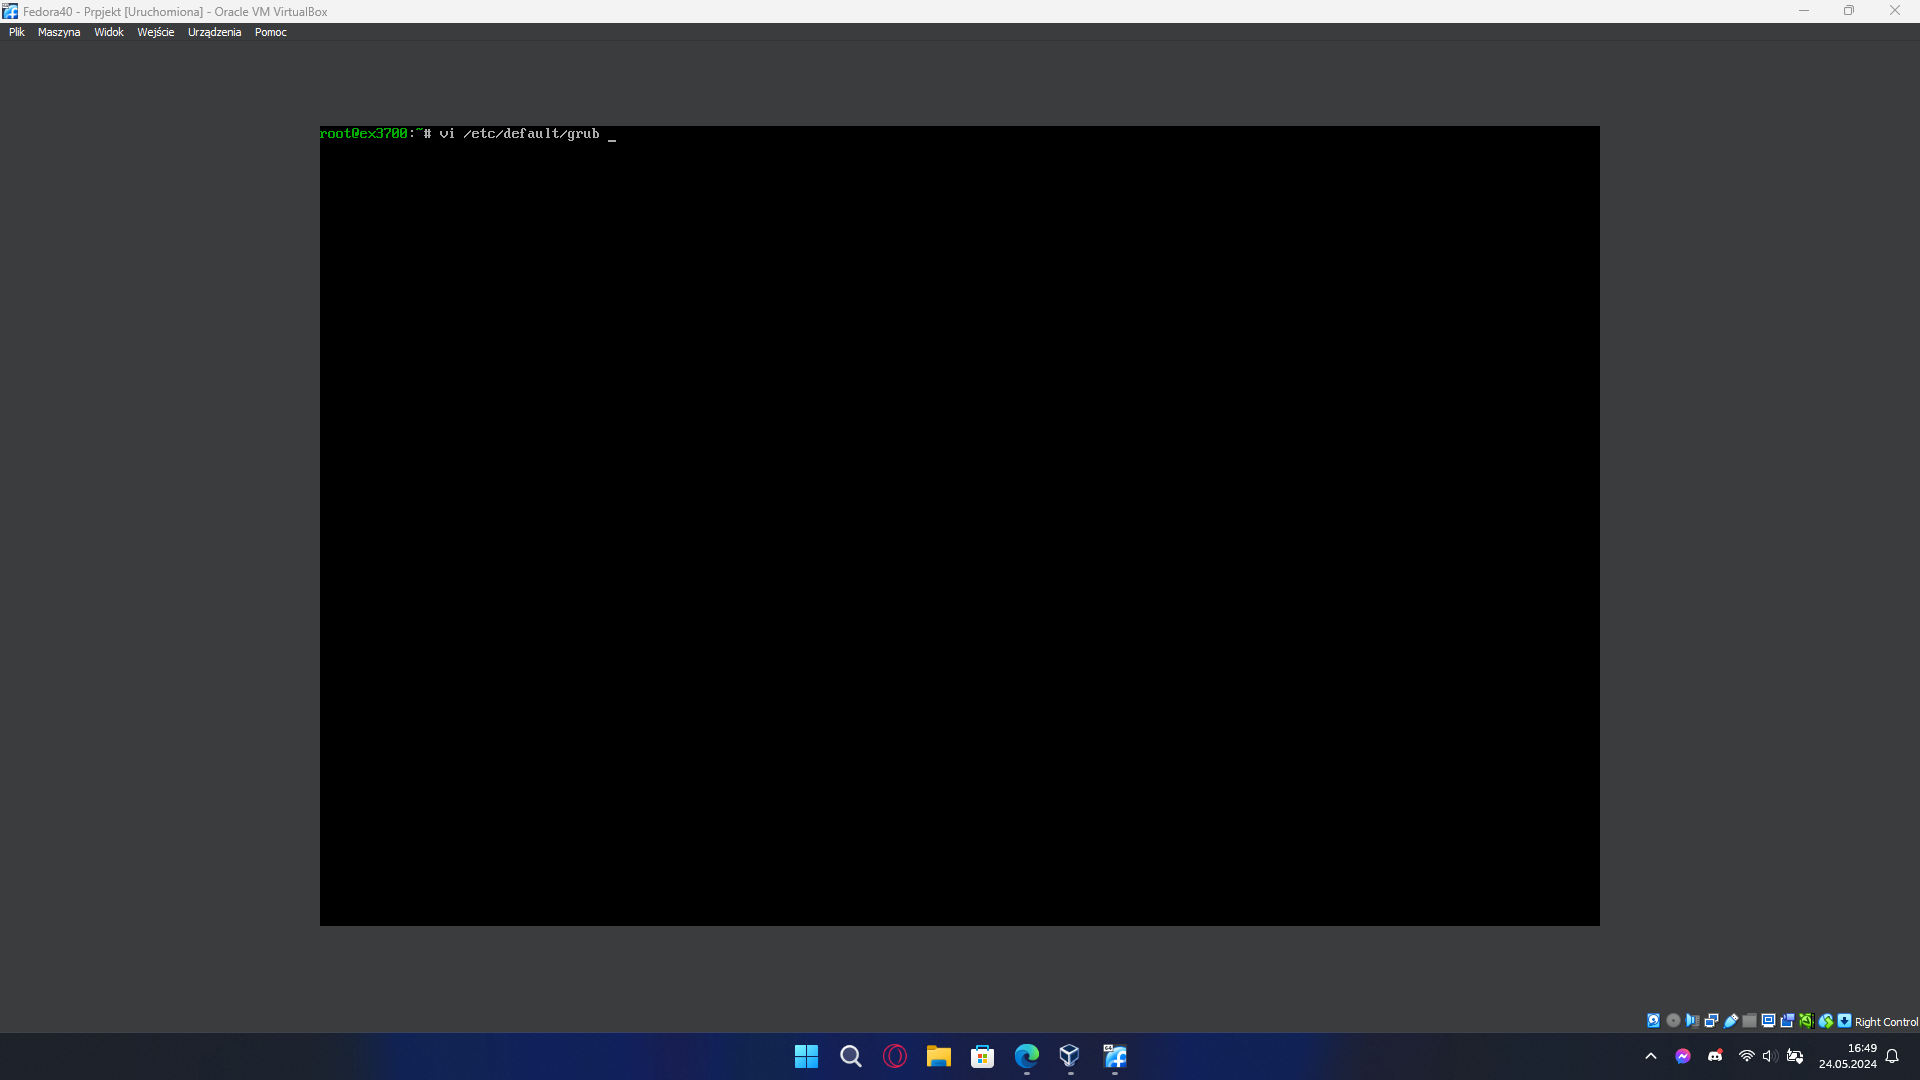 Fedora40 - Prpjekt [Uruchomiona] - Oracle VM VirtualBox
Plik Maszyna Widok Wejście Urządzenia Pomoc
root@ex3700:~# vi /etc/default/grub _
Right Control
16:49
24.05.2024